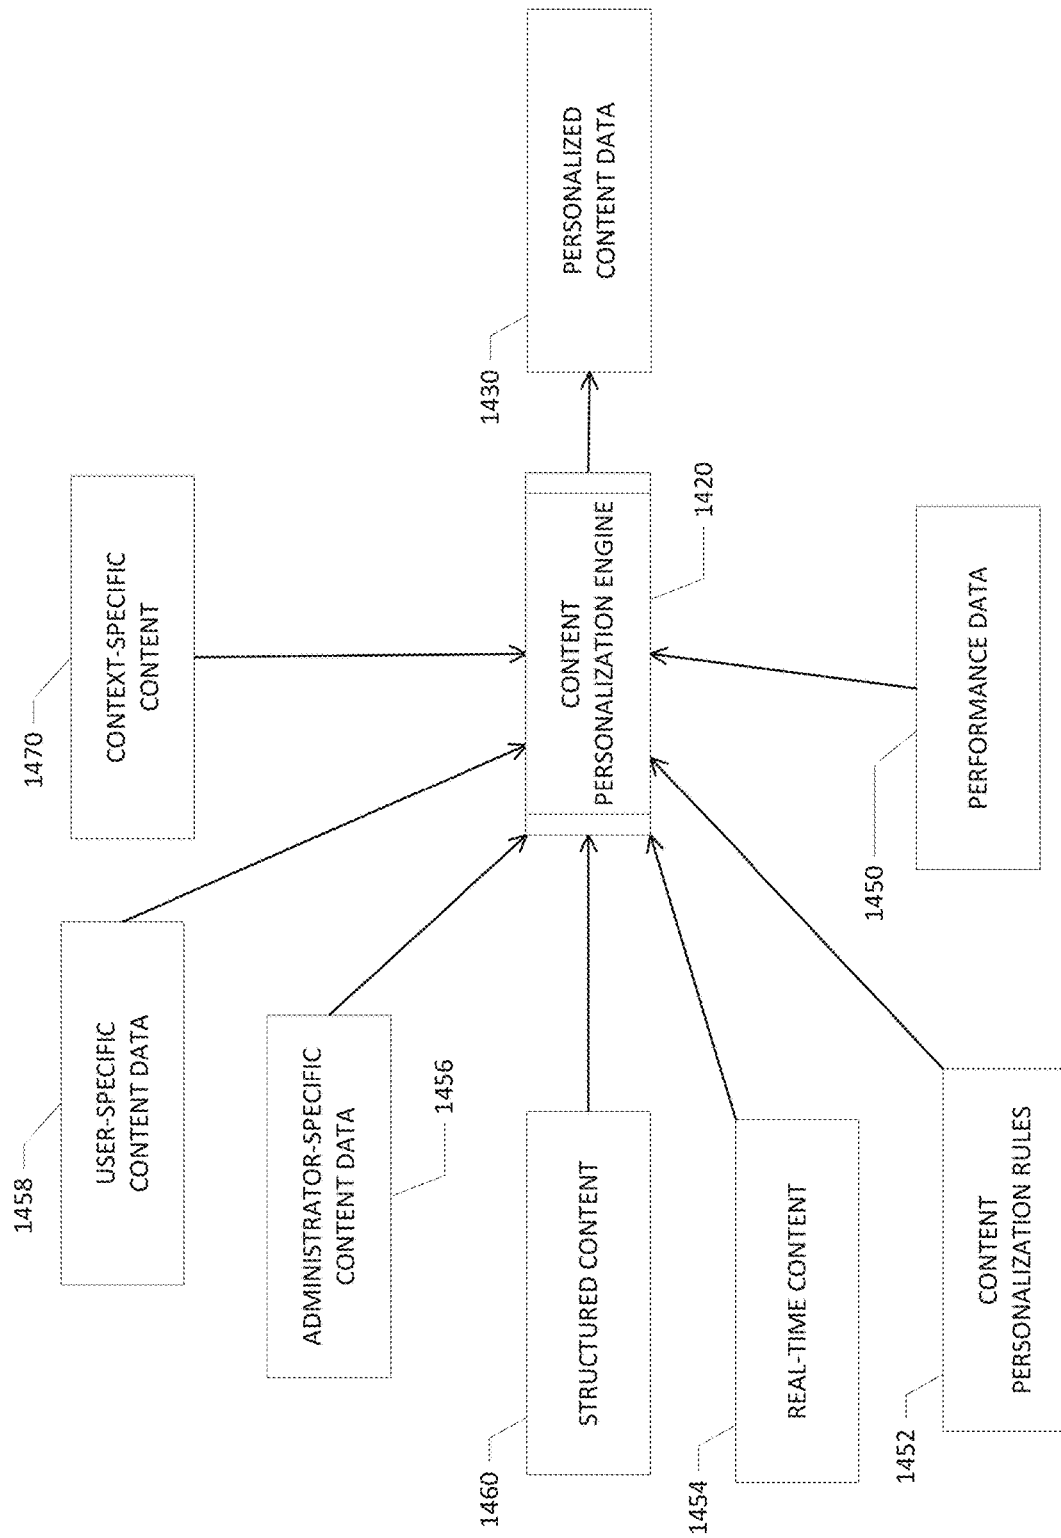 1458
USER-SPECIFIC
CONTENT DATA
1470
CONTEXT-SPECIFIC
CONTENT
ADMINISTRATOR-SPECIFIC
CONTENT DATA
1456
1460
STRUCTURED CONTENT
CONTENT
PERSONALIZATION ENGINE
1420
1430
PERSONALIZED
CONTENT DATA
1454
REAL-TIME CONTENT
1452
CONTENT
PERSONALIZATION RULES
1450
PERFORMANCE DATA